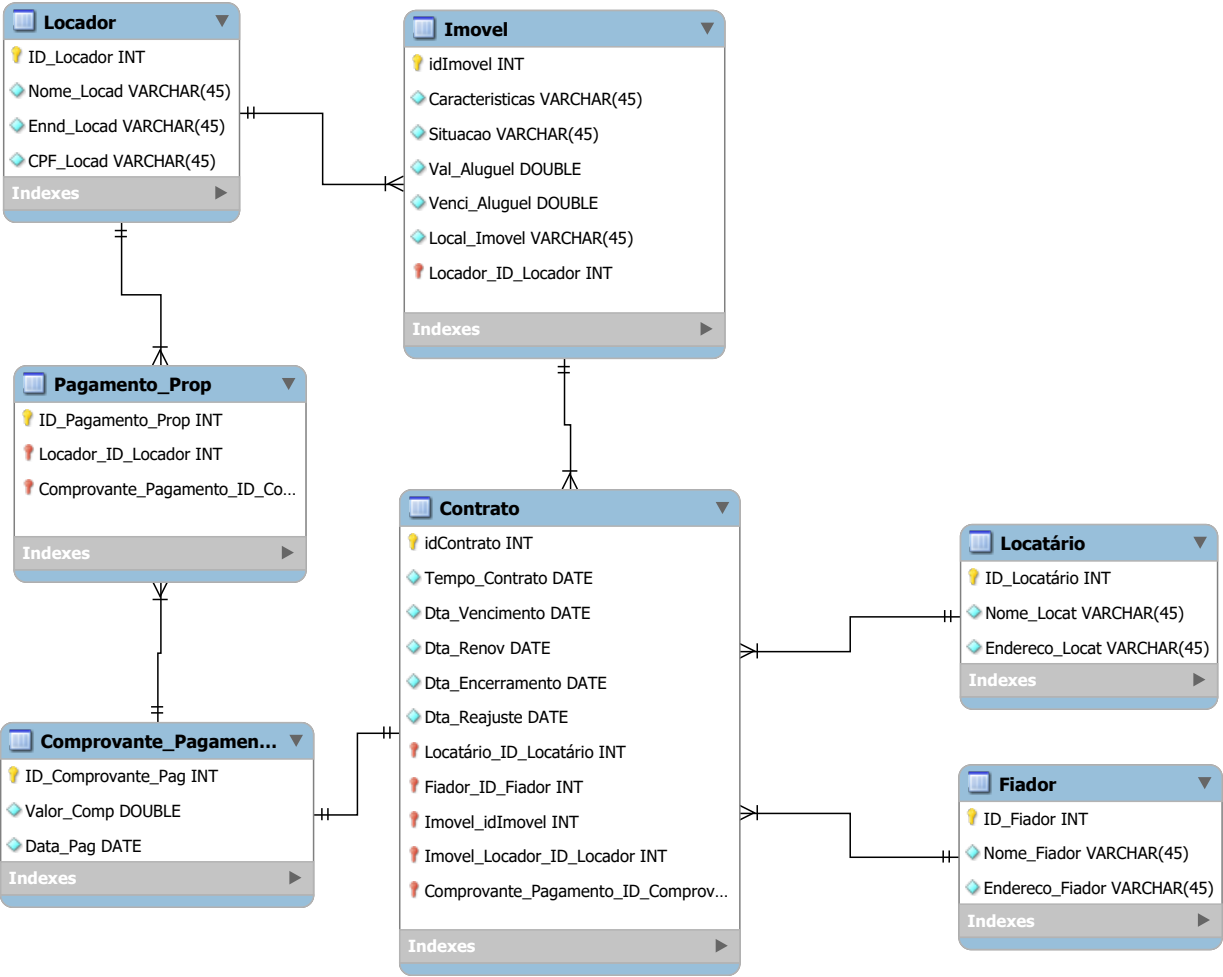 Locador
ID_Locador INT
Nome_Locad VARCHAR(45)
Ennd_Locad VARCHAR(45)
CPF_Locad VARCHAR(45)
Indexes
Imovel
idImovel INT
Caracteristicas VARCHAR(45)
Situacao VARCHAR(45)
Val_Aluguel DOUBLE
Venci_Aluguel DOUBLE
Local_Imovel VARCHAR(45)
Locador_ID_Locador INT
Indexes
Pagamento_Prop
ID_Pagamento_Prop INT
Locador_ID_Locador INT
Comprovante_Pagamento_ID_Co...
Indexes
Contrato
idContrato INT
Tempo_Contrato DATE
Dta_Vencimento DATE
Dta_Renov DATE
Dta_Encerramento DATE
Dta_Reajuste DATE
Locatário_ID_Locatário INT
Fiador_ID_Fiador INT
Imovel_idImovel INT
Imovel_Locador_ID_Locador INT
Comprovante_Pagamento_ID_Comprov...
Indexes
Locatário
ID_Locatário INT
Nome_Locat VARCHAR(45)
Endereco_Locat VARCHAR(45)
Indexes
Comprovante_Pagamen...
ID_Comprovante_Pag INT
Valor_Comp DOUBLE
Data_Pag DATE
Indexes
Fiador
ID_Fiador INT
Nome_Fiador VARCHAR(45)
Endereco_Fiador VARCHAR(45)
Indexes